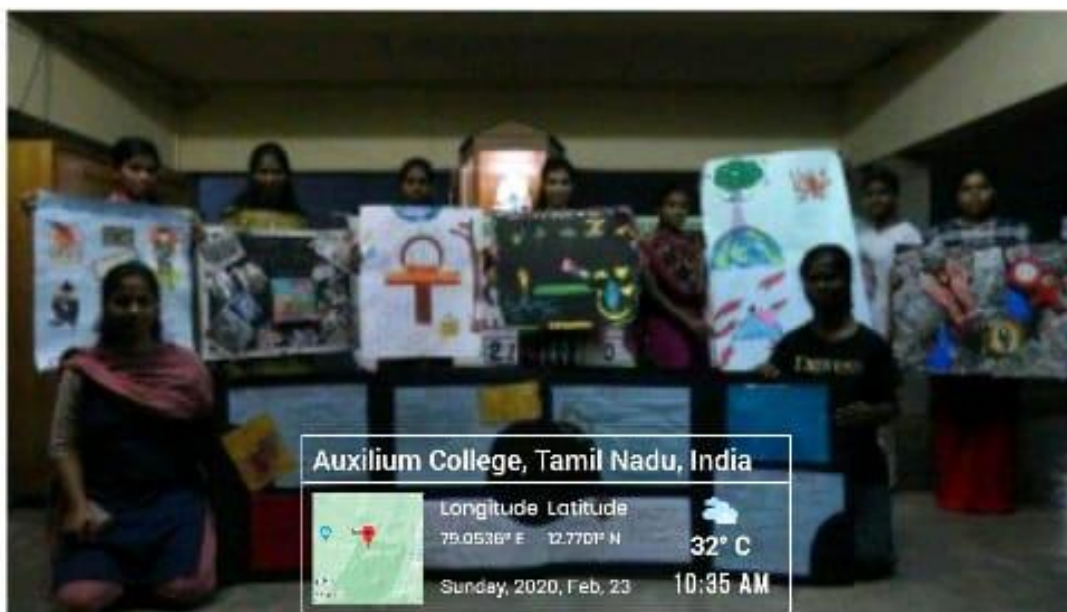 Auxilium College, Tamil Nadu, India
Longitude Latitude
79.0536° E 12.7701° N
32° C
Sunday, 2020, Feb, 23
10:35 AM